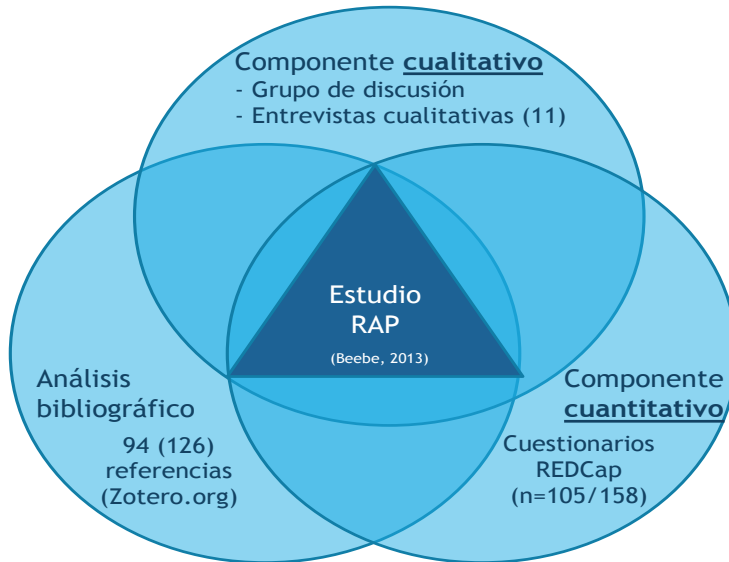 Componente cualitativo
- Grupo de discusión
- Entrevistas cualitativas (11)
Estudio
RAP
(Beebe, 2013)
Análisis
bibliográfico
94 (126)
referencias
(Zotero.org)
Componente
cuantitativo
Cuestionarios
REDCap
(n=105/158)